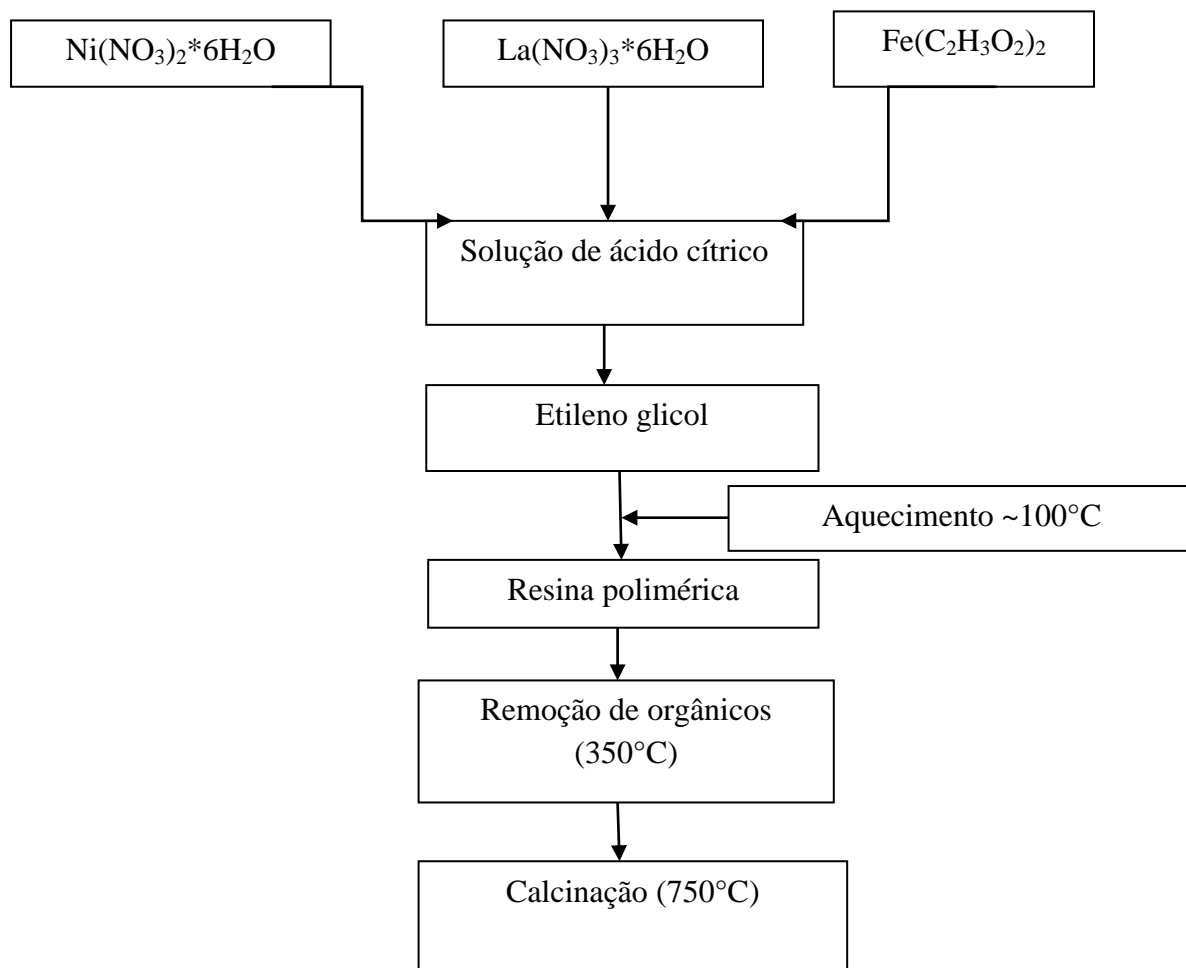 Ni(NO₃)₂*6H₂O
La(NO₃)₃*6H₂O
Fe(C₂H₃O₂)₂
Solução de ácido cítrico
Etileno glicol
Aquecimento ~100°C
Resina polimérica
Remoção de orgânicos
(350°C)
Calcinação (750°C)